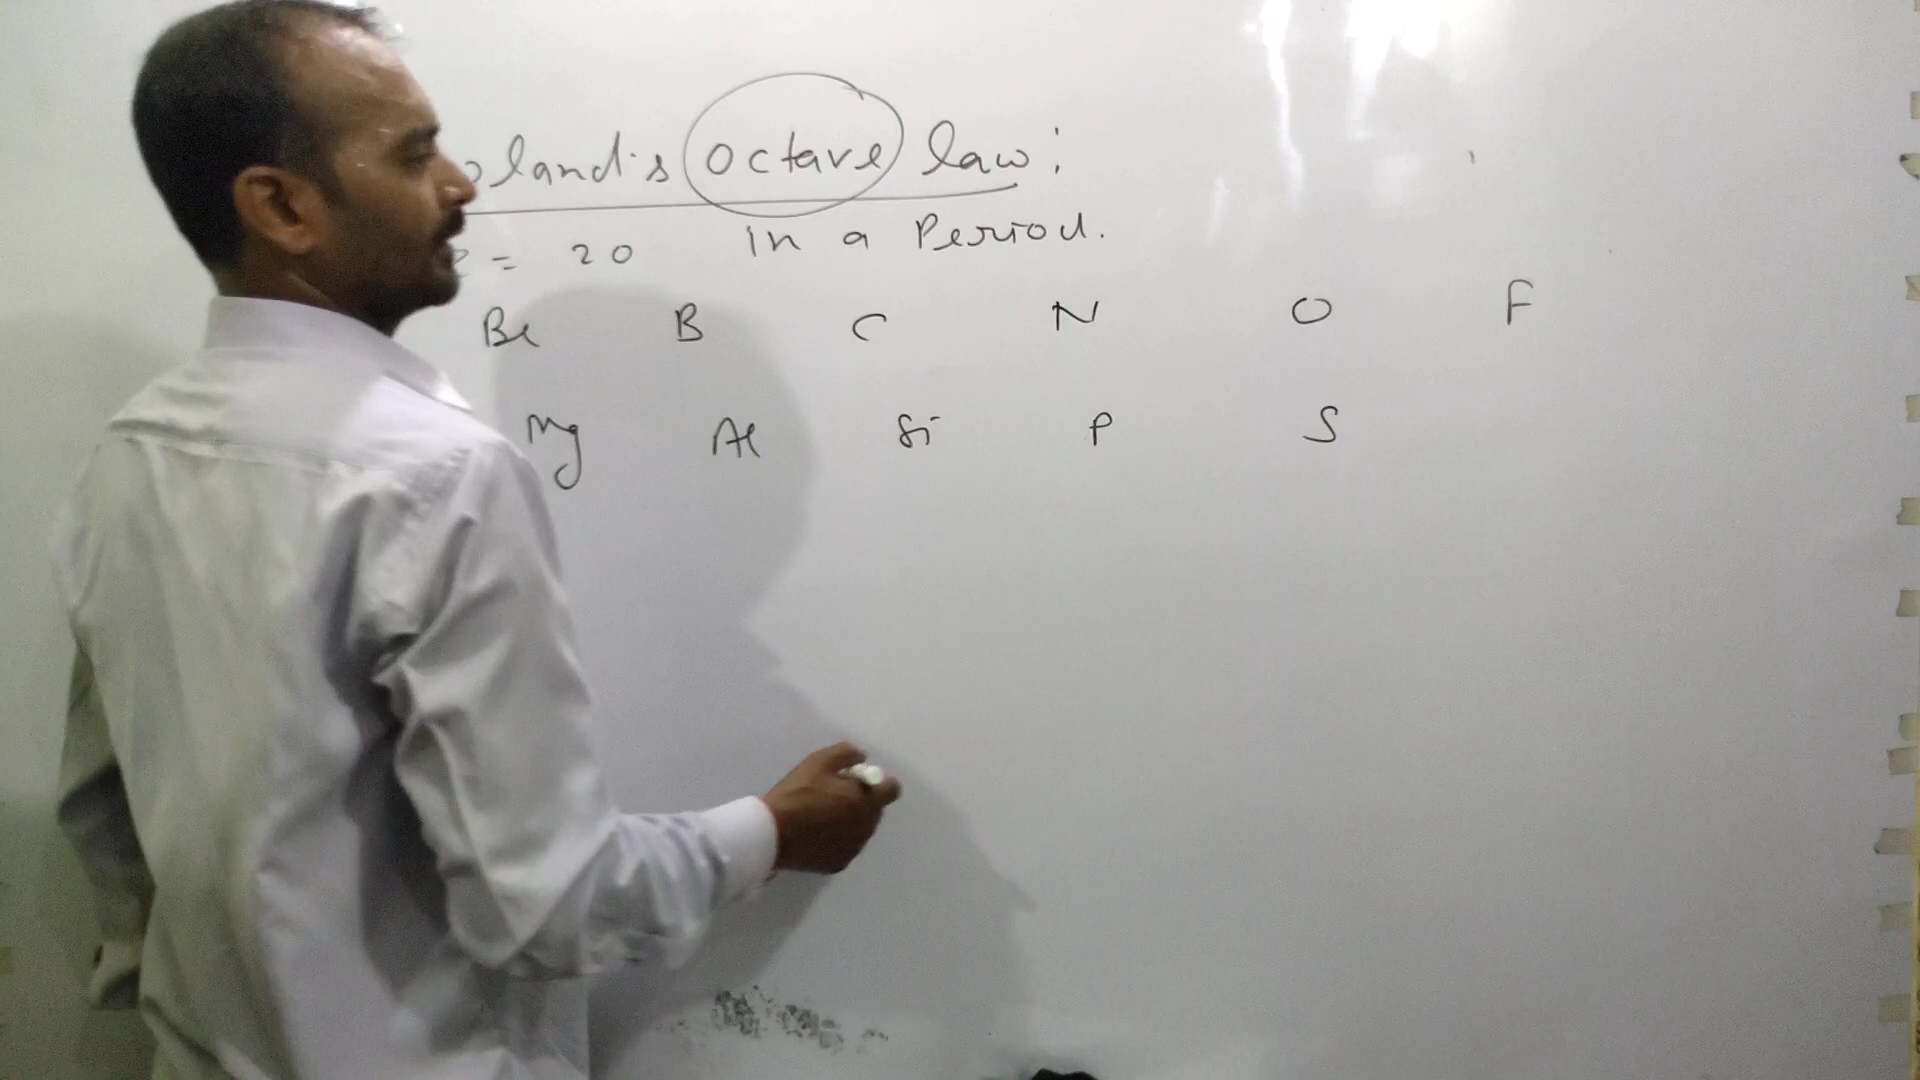 land's octave law:
= 20 in a Period.
Be B C N O F
Mg Al Si P S